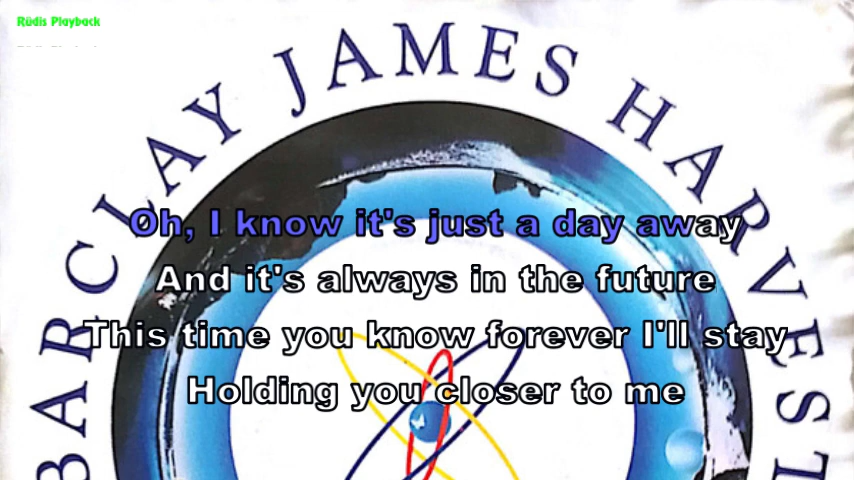 Rüdis Playback
BARCLAY JAMES HARVEST
Oh, I know it's just a day away
And it's always in the future
This time you know forever I'll stay
Holding you closer to me